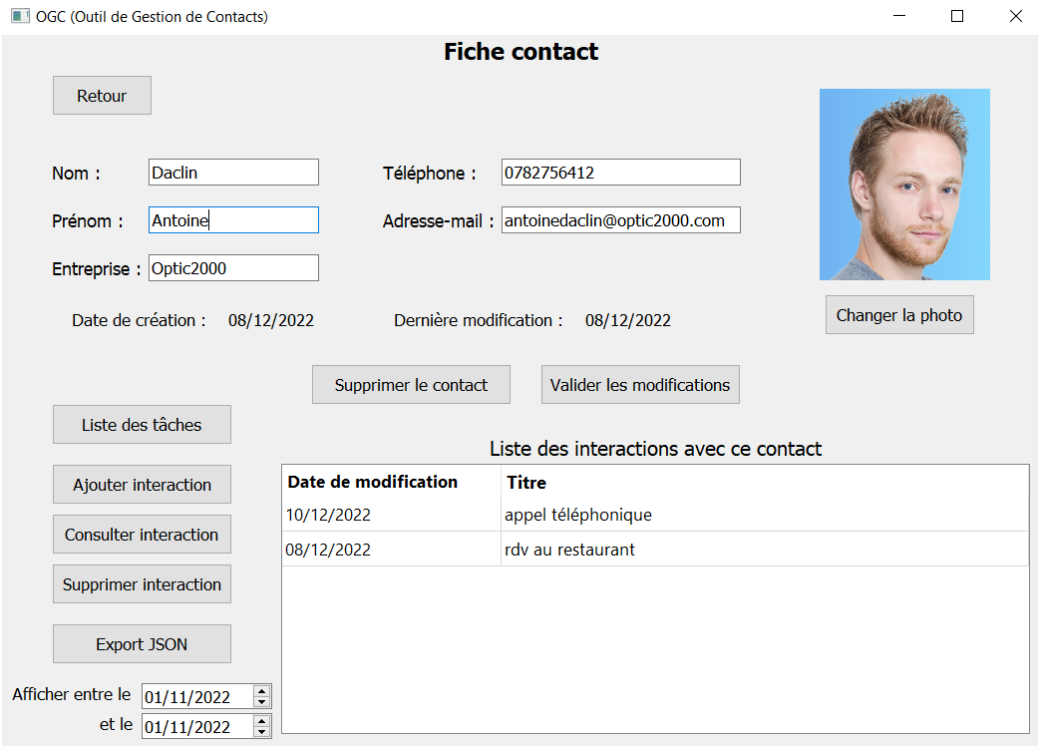 OGC (Outil de Gestion de Contacts)
Fiche contact
Retour
Nom : Daclin Téléphone : 0782756412
Prénom : Antoine Adresse-mail : antoinedaclin@optic2000.com
Entreprise : Optic2000
Date de création : 08/12/2022 Dernière modification : 08/12/2022
Changer la photo
Supprimer le contact Valider les modifications
Liste des tâches
Liste des interactions avec ce contact
Ajouter interaction
Consulter interaction
Supprimer interaction
Export JSON
Date de modification Titre
10/12/2022 appel téléphonique
08/12/2022 rdv au restaurant
Afficher entre le 01/11/2022
et le 01/11/2022